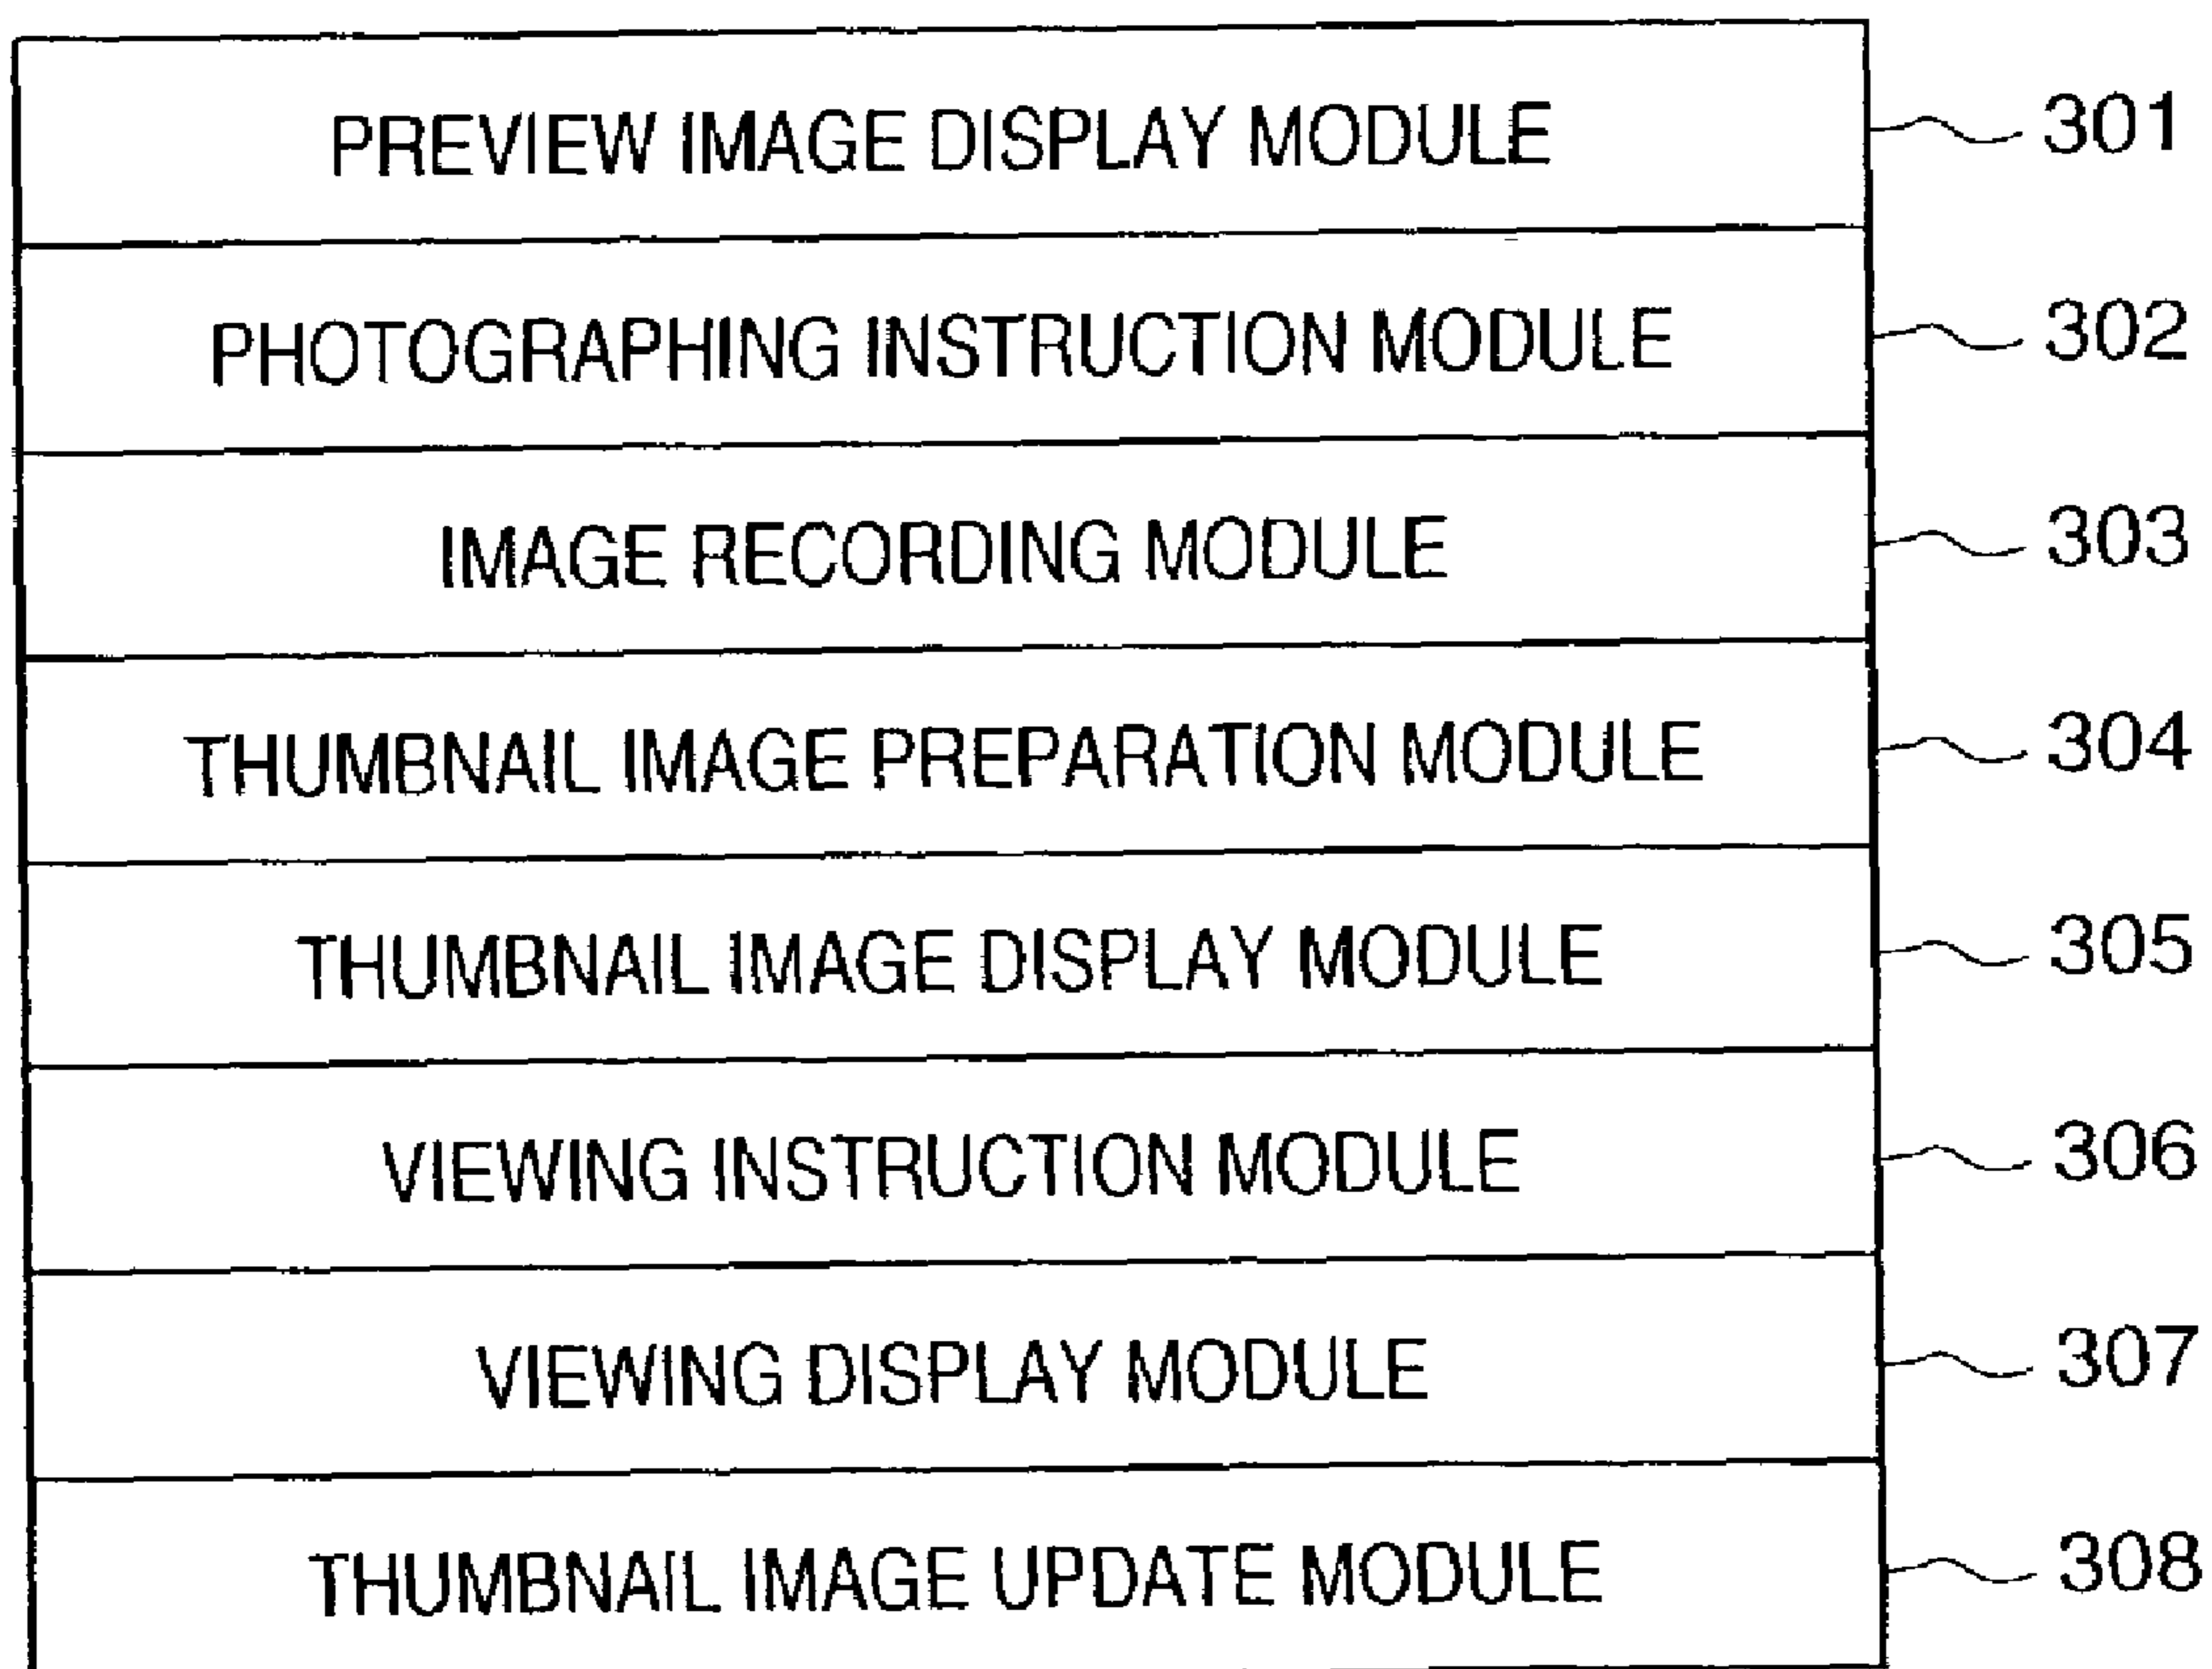 PREVIEW IMAGE DISPLAY MODULE 301
PHOTOGRAPHING INSTRUCTION MODULE 302
IMAGE RECORDING MODULE 303
THUMBNAIL IMAGE PREPARATION MODULE 304
THUMBNAIL IMAGE DISPLAY MODULE 305
VIEWING INSTRUCTION MODULE 306
VIEWING DISPLAY MODULE 307
THUMBNAIL IMAGE UPDATE MODULE 308